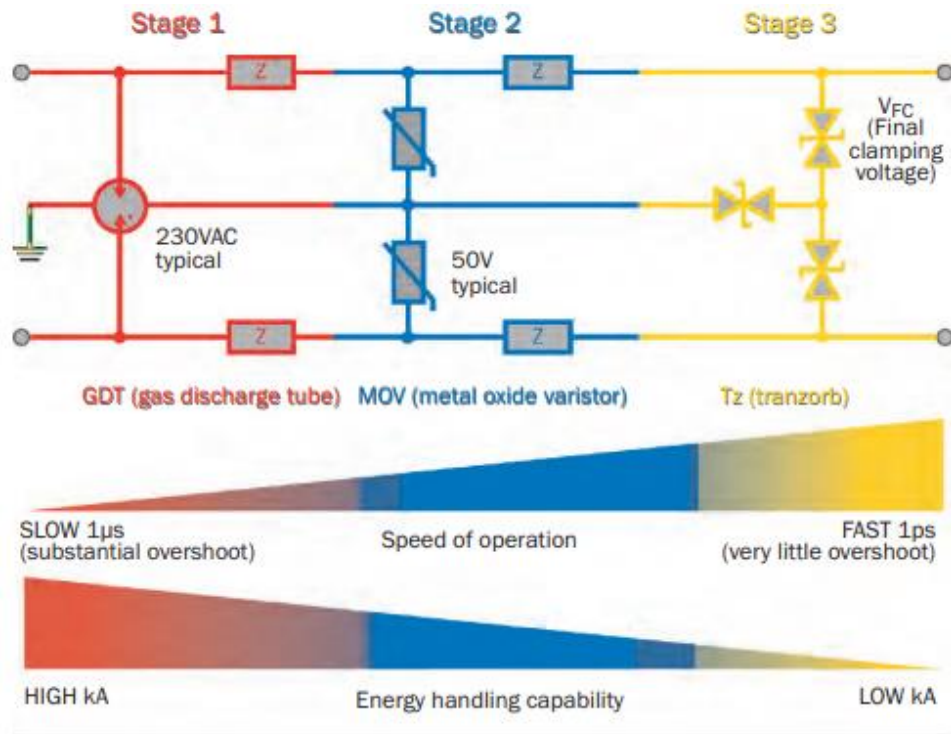 Stage 1
Stage 2
Stage 3
Z
Z
VFC
(Final
clamping
voltage)
230VAC
typical
50V
typical
Z
Z
GDT (gas discharge tube)
MOV (metal oxide varistor)
Tz (tranzorb)
SLOW 1µs
(substantial overshoot)
Speed of operation
FAST 1ps
(very little overshoot)
HIGH kA
Energy handling capability
LOW kA